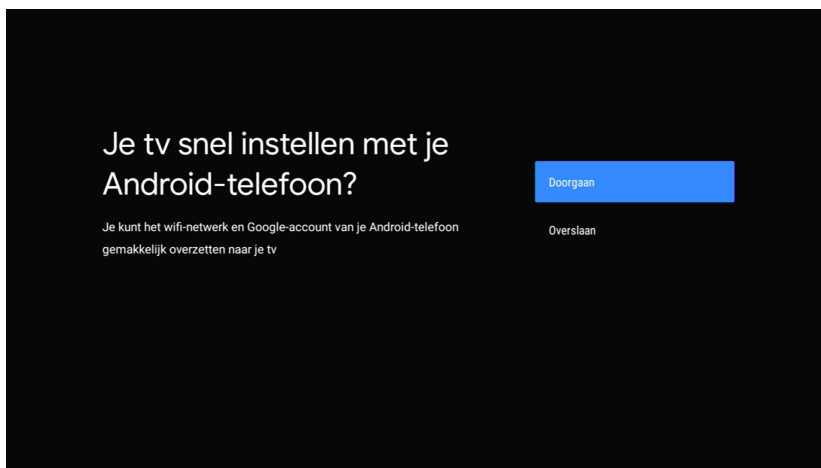 Je tv snel instellen met je
Android-telefoon?
Je kunt het wifi-netwerk en Google-account van je Android-telefoon
gemakkelijk overzetten naar je tv
Doorgaan
Overslaan